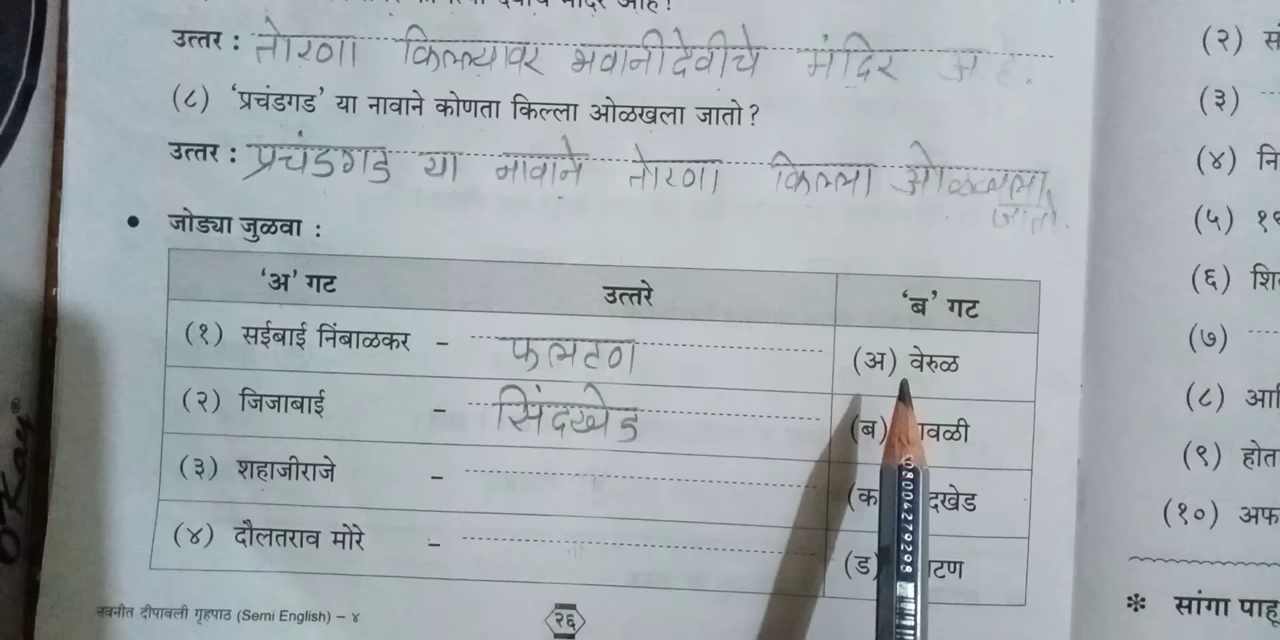 उत्तर : तोरणा किल्ल्यावर भवानीदेवीचे मंदिर
(८) ‘प्रचंडगड’ या नावाने कोणता किल्ला ओळखला जातो?
उत्तर : प्रचंडगड या नावाने तोरणा किल्ला ओळखला
जातो.
• जोड्या जुळवा :
‘अ’ गट उत्तरे ‘ब’ गट
(१) सईबाई निंबाळकर – फलटण (अ) वेरुळ
(२) जिजाबाई – सिंदखेड (ब) वळी
(३) शहाजीराजे – (क दखेड
(४) दौलतराव मोरे – (ड) टण
नवनीत दीपावली गृहपाठ (Semi English) – ४
२६
(२)
(३)
(४) नि
(५) १९
(६) शि
(७)
(८) आ
(९) होत
(१०) अफ
* सांगा पाहू